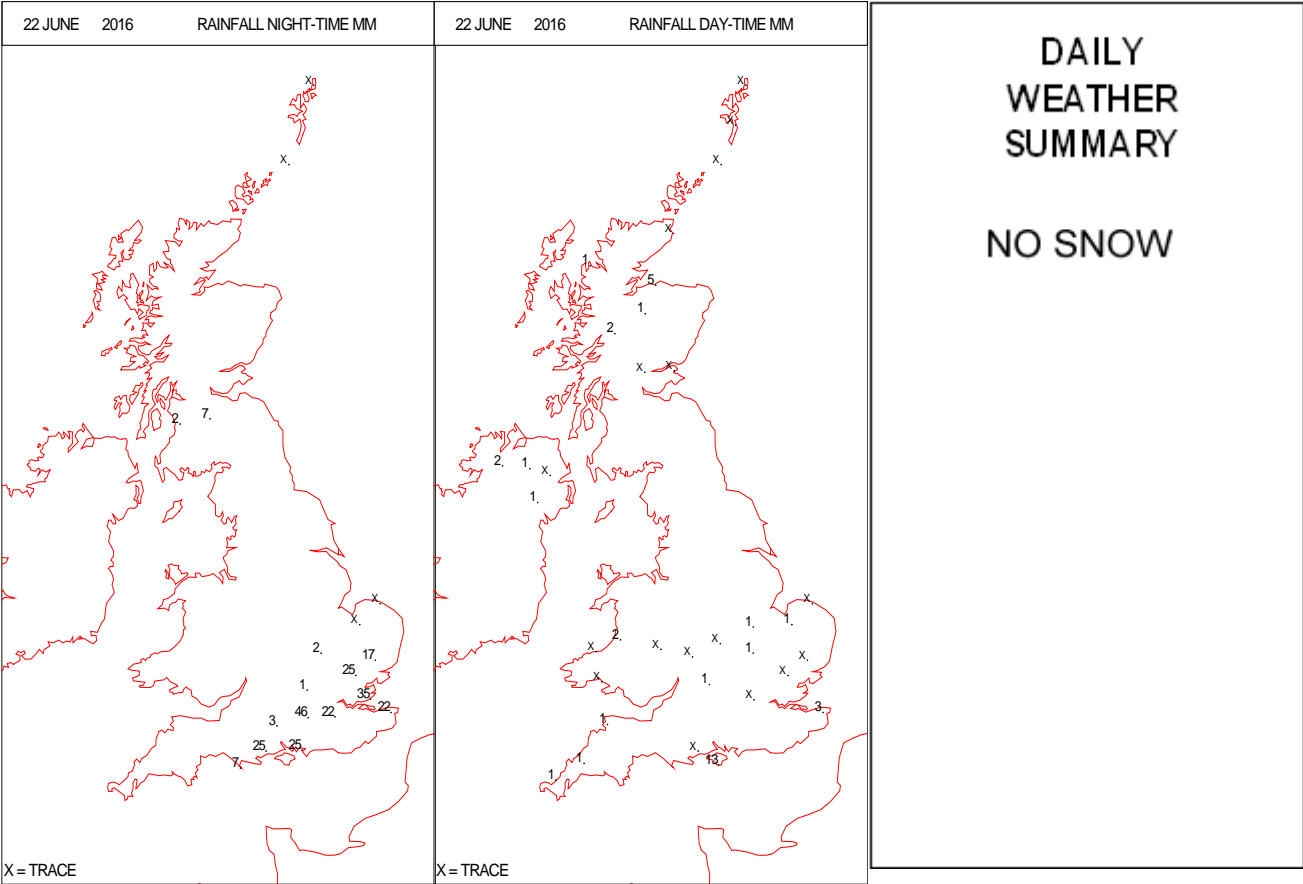 22 JUNE 2016 RAINFALL NIGHT-TIME MM
X.
X.
2. 7.
X.
X.
2. 17.
25.
1. 35.
46. 22. 22.
3.
25. 25.
7.
X = TRACE
22 JUNE 2016 RAINFALL DAY-TIME MM
X.
X.
X.
X.
1.
5.
1.
2.
X. X.
2. 1. X.
1.
X.
1. 1.
2. X.
X. X. X. 1. X.
X. 1. X.
X.
1. 3.
X.
1. 13.
1.
X = TRACE
DAILY
WEATHER
SUMMARY
NO SNOW